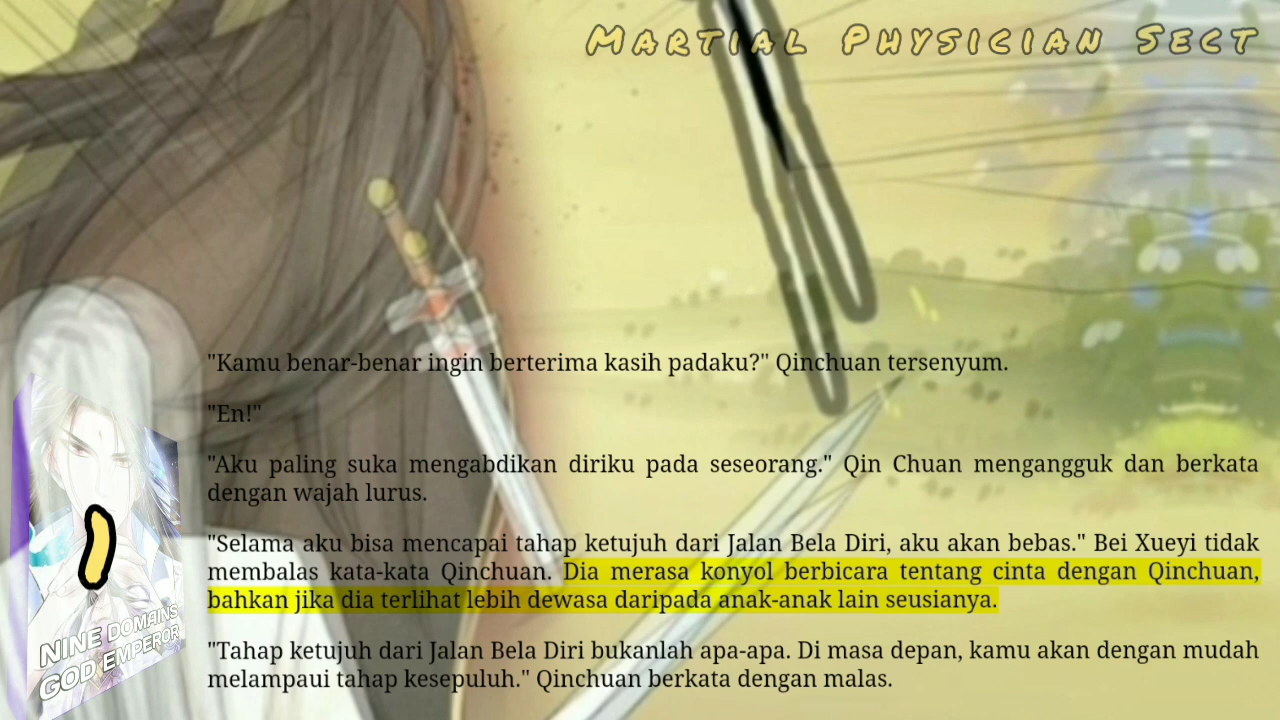 MARTIAL PHYSICIAN SECT
"Kamu benar-benar ingin berterima kasih padaku?" Qinchuan tersenyum.
"En!"
"Aku paling suka mengabdikan diriku pada seseorang." Qin Chuan mengangguk dan berkata
dengan wajah lurus.
"Selama aku bisa mencapai tahap ketujuh dari Jalan Bela Diri, aku akan bebas." Bei Xueyi tidak
membalas kata-kata Qinchuan. Dia merasa konyol berbicara tentang cinta dengan Qinchuan,
bahkan jika dia terlihat lebih dewasa daripada anak-anak lain seusianya.
"Tahap ketujuh dari Jalan Bela Diri bukanlah apa-apa. Di masa depan, kamu akan dengan mudah
melampaui tahap kesepuluh." Qinchuan berkata dengan malas.
NINE DOMAINS
GOD EMPEROR